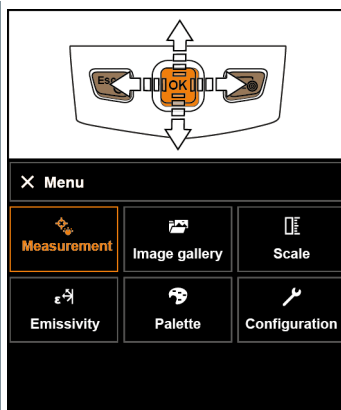 Esc OK
Menu
Measurement Image gallery Scale
Emissivity Palette Configuration